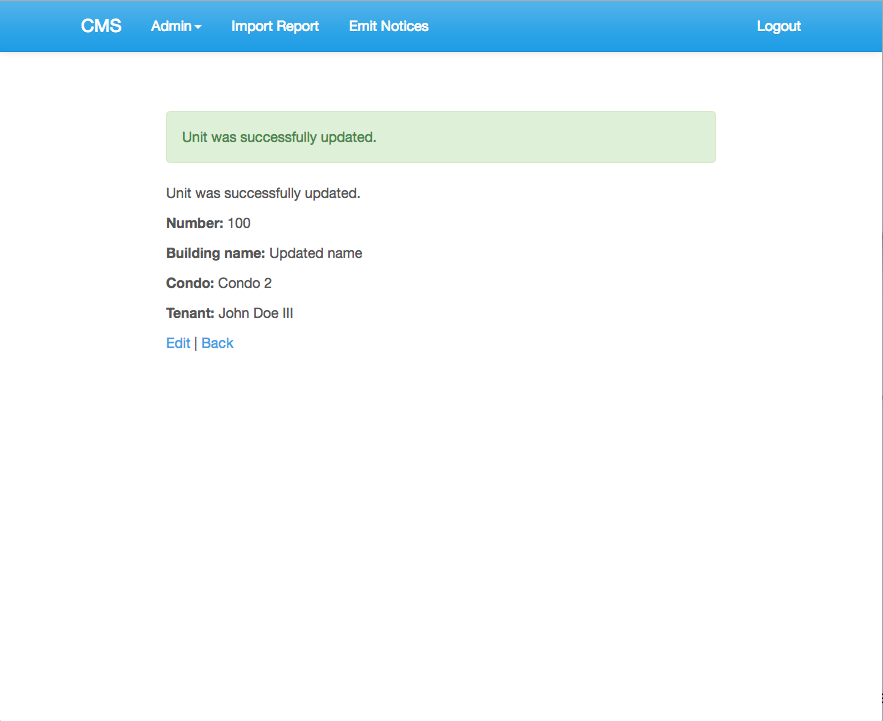 CMS Admin Import Report Emit Notices Logout
Unit was successfully updated.
Unit was successfully updated.
Number: 100
Building name: Updated name
Condo: Condo 2
Tenant: John Doe III
Edit | Back